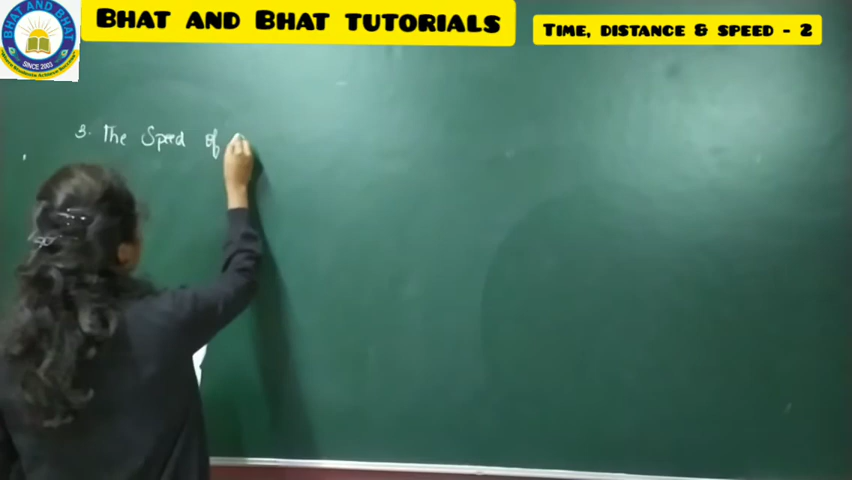 BHAT AND BHAT
SINCE 2003
BHAT AND BHAT TUTORIALS
TIME, DISTANCE & SPEED - 2
3. The Speed of